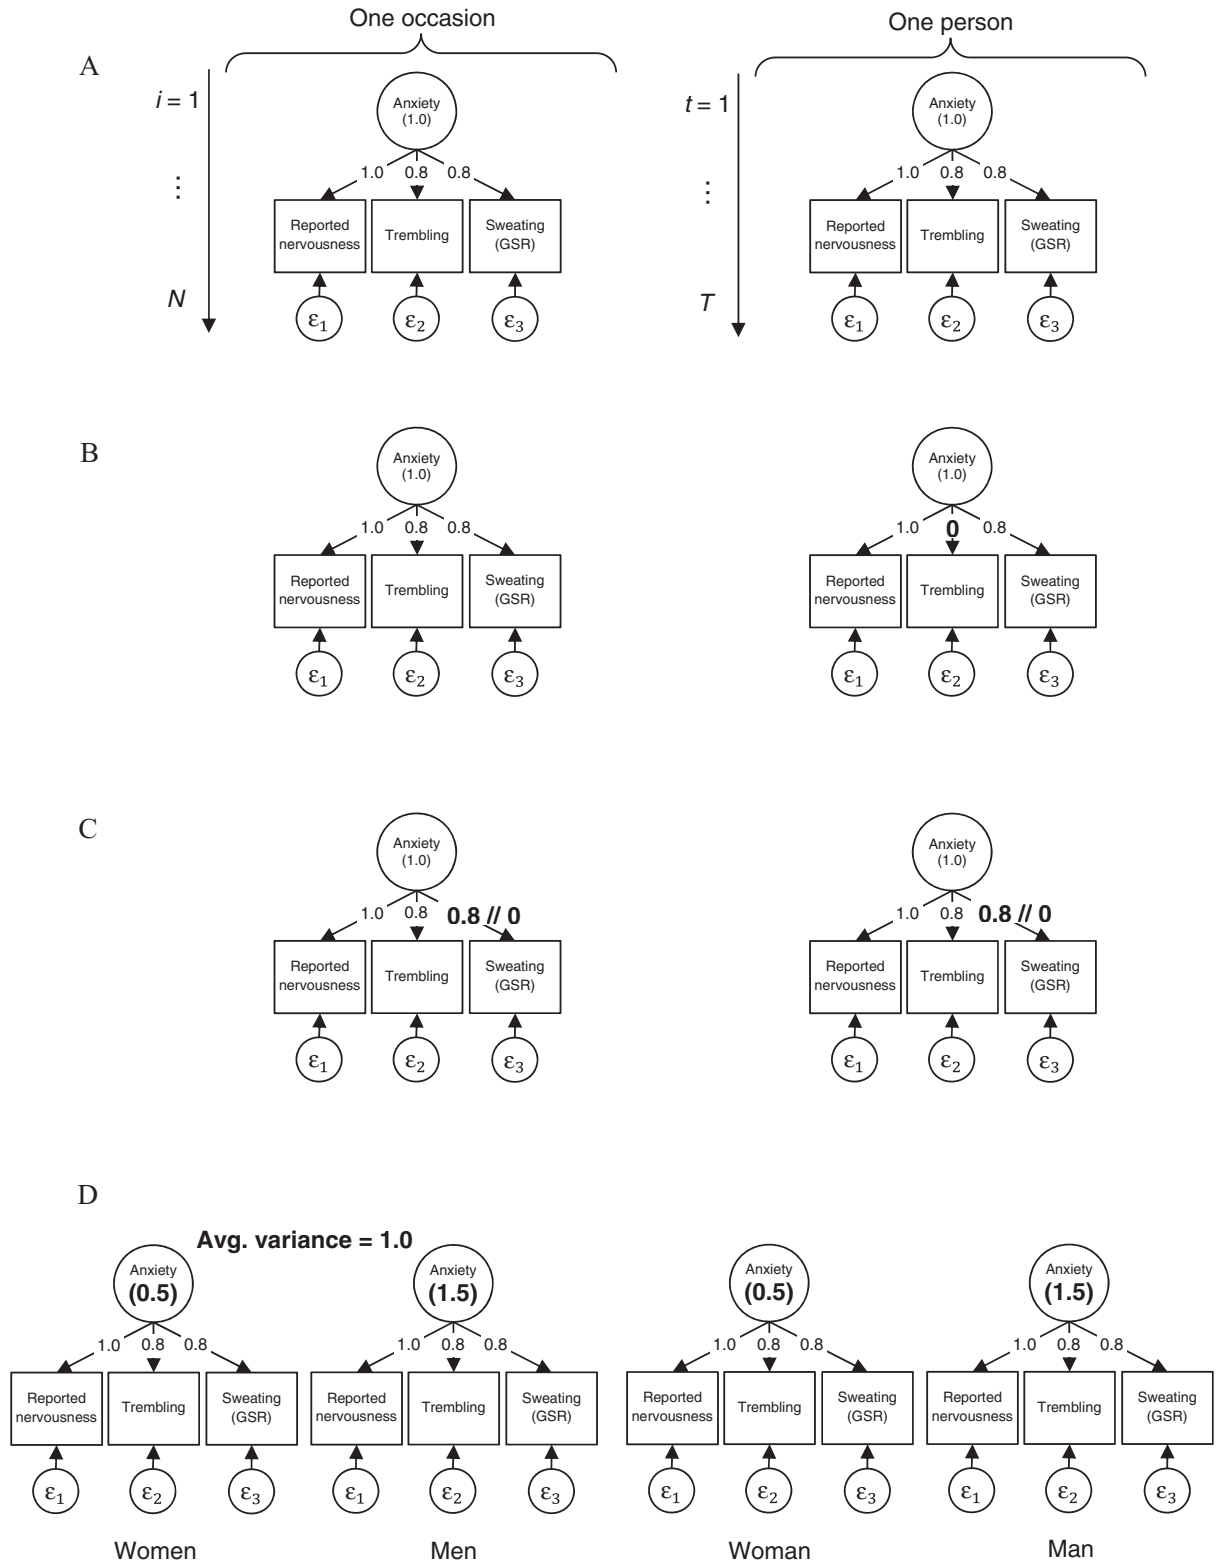 One occasion
One person
A
i = 1
⋮
N
Anxiety
(1.0)
1.0 0.8 0.8
Reported
nervousness
Trembling
Sweating
(GSR)
ε1 ε2 ε3
t = 1
⋮
T
Anxiety
(1.0)
1.0 0.8 0.8
Reported
nervousness
Trembling
Sweating
(GSR)
ε1 ε2 ε3
B
Anxiety
(1.0)
1.0 0.8 0.8
Reported
nervousness
Trembling
Sweating
(GSR)
ε1 ε2 ε3
Anxiety
(1.0)
1.0 0 0.8
Reported
nervousness
Trembling
Sweating
(GSR)
ε1 ε2 ε3
C
Anxiety
(1.0)
1.0 0.8 0.8 // 0
Reported
nervousness
Trembling
Sweating
(GSR)
ε1 ε2 ε3
Anxiety
(1.0)
1.0 0.8 0.8 // 0
Reported
nervousness
Trembling
Sweating
(GSR)
ε1 ε2 ε3
D
Avg. variance = 1.0
Anxiety
(0.5)
1.0 0.8 0.8
Reported
nervousness
Trembling
Sweating
(GSR)
ε1 ε2 ε3
Women
Anxiety
(1.5)
1.0 0.8 0.8
Reported
nervousness
Trembling
Sweating
(GSR)
ε1 ε2 ε3
Men
Anxiety
(0.5)
1.0 0.8 0.8
Reported
nervousness
Trembling
Sweating
(GSR)
ε1 ε2 ε3
Woman
Anxiety
(1.5)
1.0 0.8 0.8
Reported
nervousness
Trembling
Sweating
(GSR)
ε1 ε2 ε3
Man